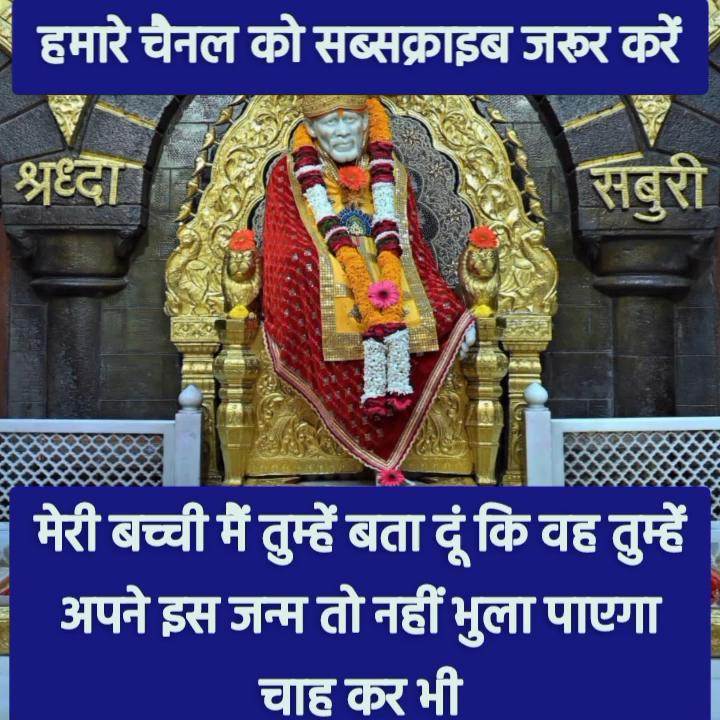 हमारे चैनल को सब्सक्राइब जरूर करें
श्रध्दा
सबुरी
मेरी बच्ची मैं तुम्हें बता दूं कि वह तुम्हें
अपने इस जन्म तो नहीं भुला पाएगा
चाह कर भी